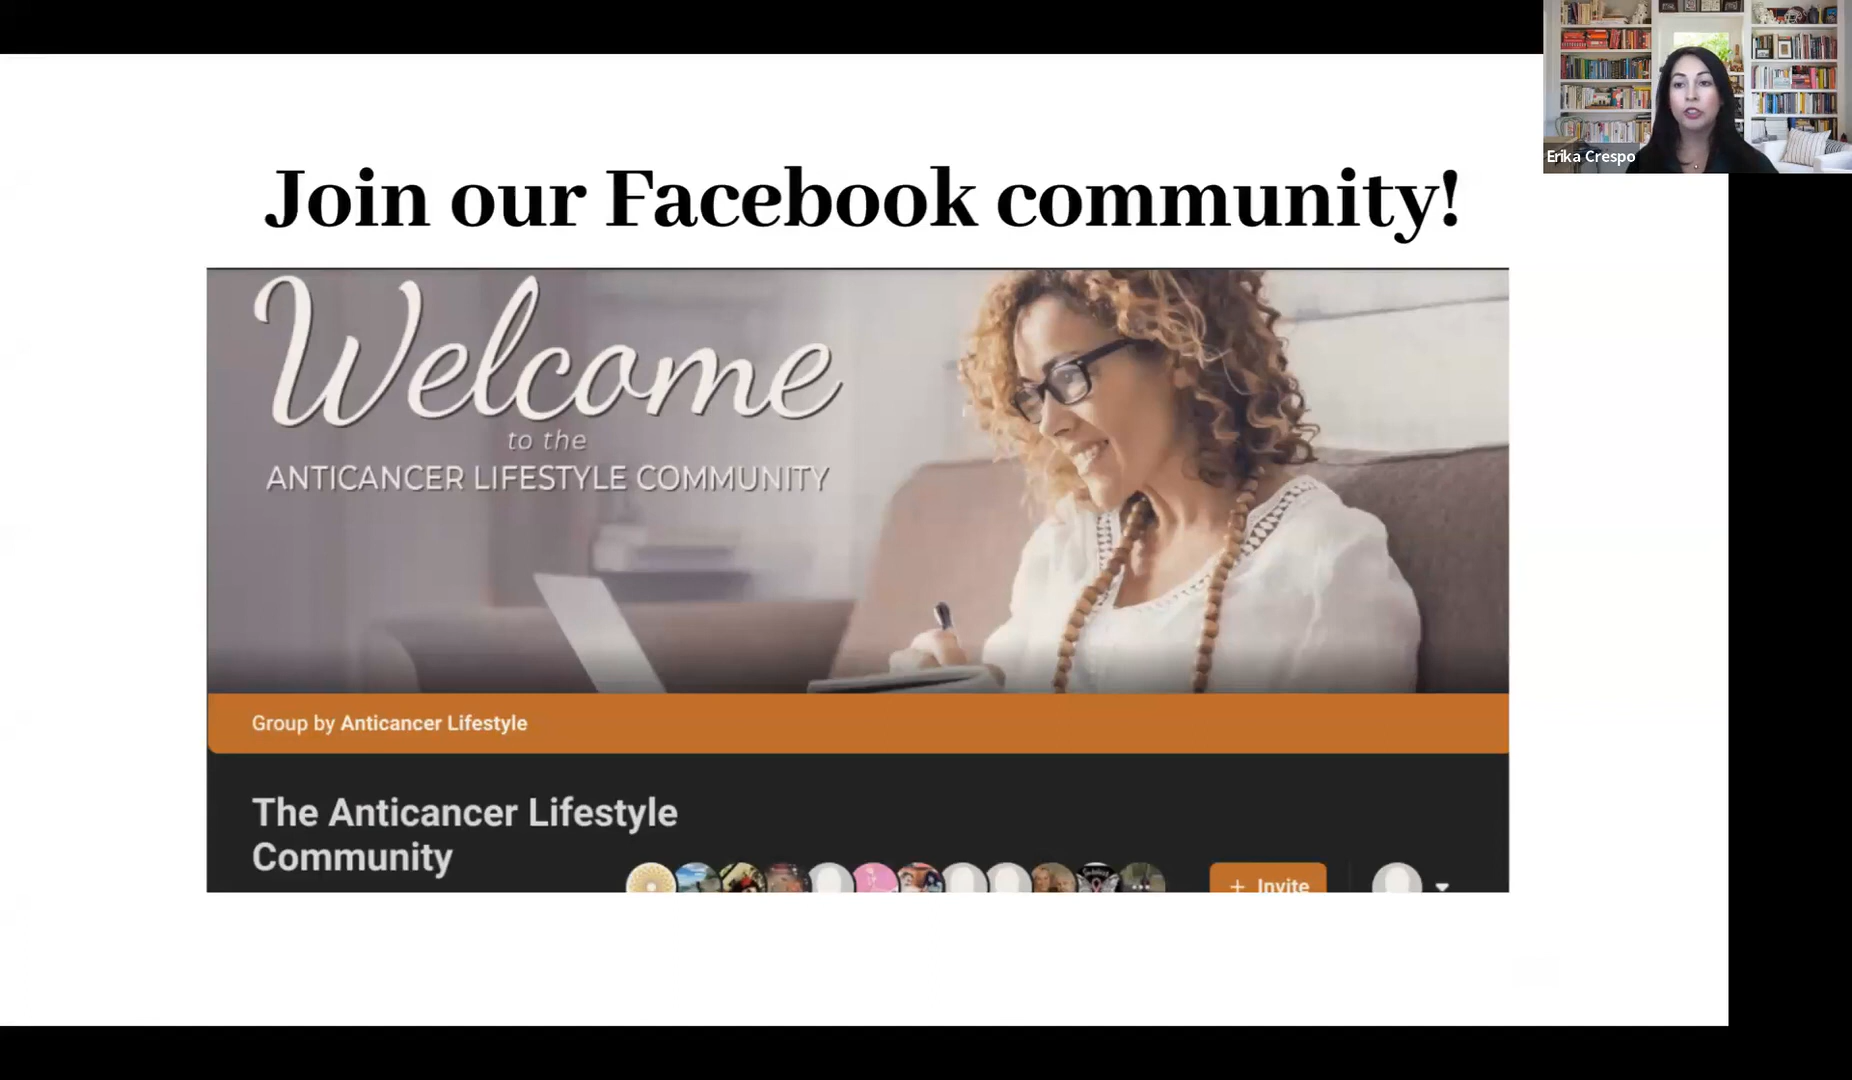 Join our Facebook community!
Welcome
to the
ANTICANCER LIFESTYLE COMMUNITY
Group by Anticancer Lifestyle
The Anticancer Lifestyle
Community
+ Invite
Erika Crespo